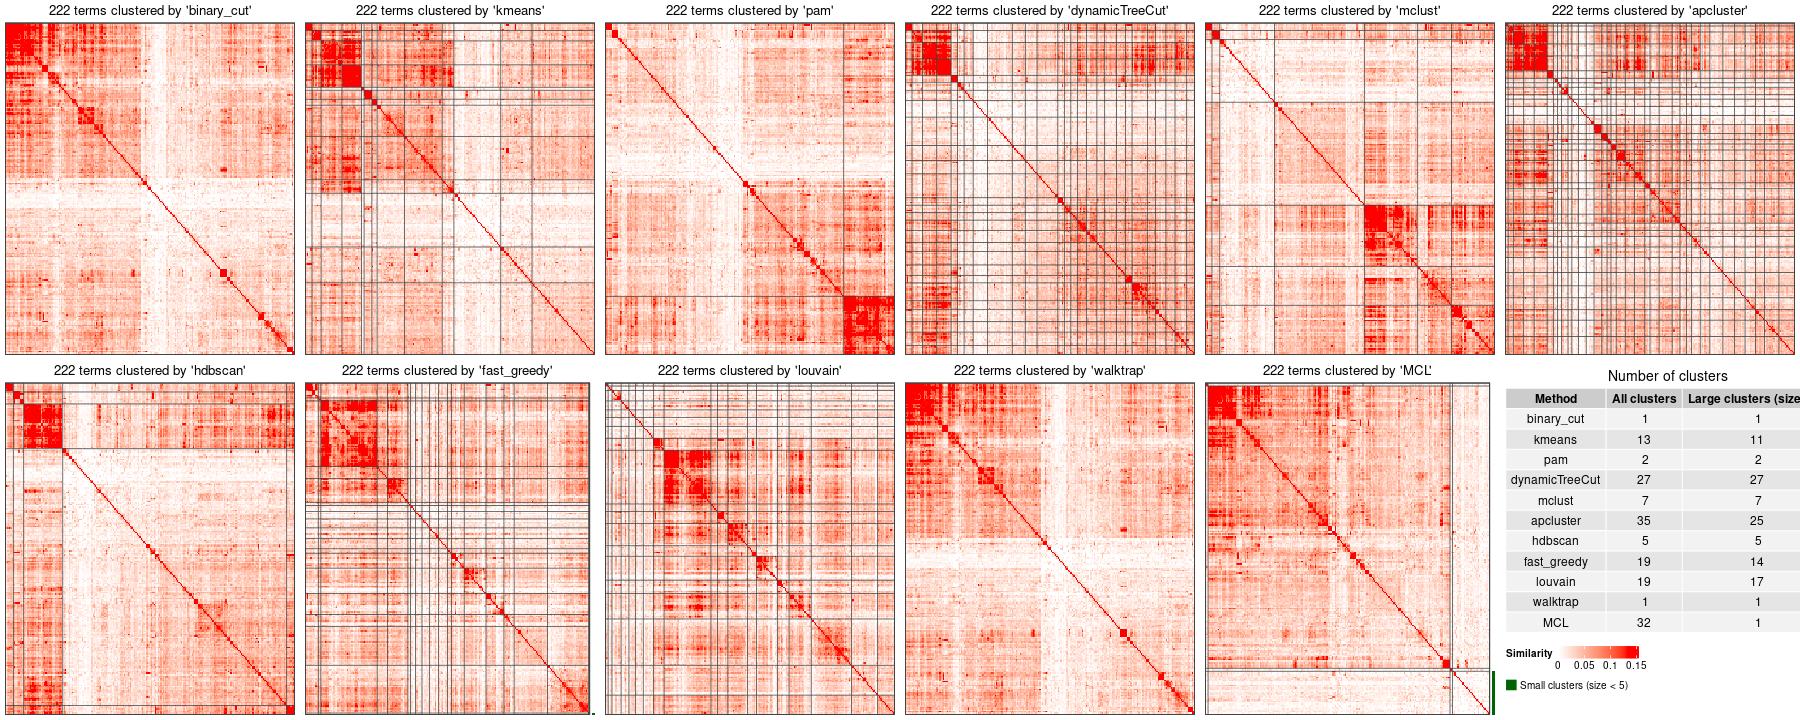 222 terms clustered by 'binary_cut'
222 terms clustered by 'kmeans'
222 terms clustered by 'pam'
222 terms clustered by 'dynamicTreeCut'
222 terms clustered by 'mclust'
222 terms clustered by 'apcluster'
222 terms clustered by 'hdbscan'
222 terms clustered by 'fast_greedy'
222 terms clustered by 'louvain'
222 terms clustered by 'walktrap'
222 terms clustered by 'MCL'
Number of clusters
Method All clusters Large clusters (size
binary_cut 1 1
kmeans 13 11
pam 2 2
dynamicTreeCut 27 27
mclust 7 7
apcluster 35 25
hdbscan 5 5
fast_greedy 19 14
louvain 19 17
walktrap 1 1
MCL 32 1
Similarity
0 0.05 0.1 0.15
Small clusters (size < 5)